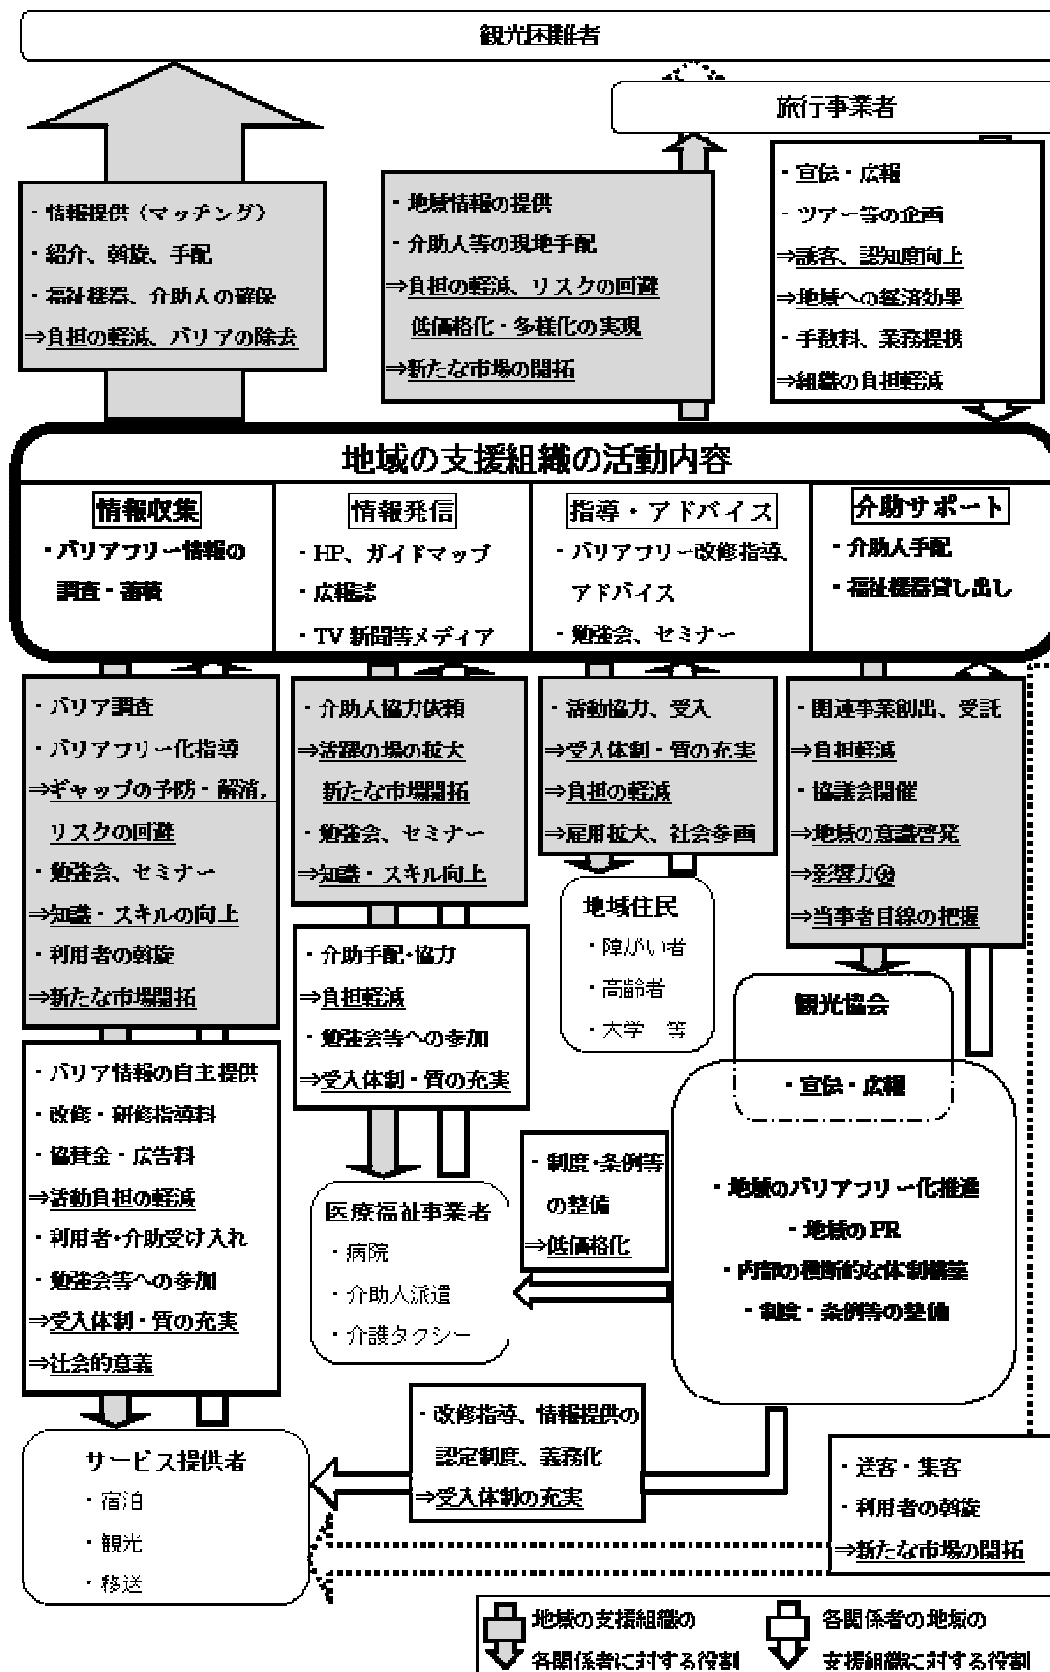 観光困難者
旅行事業者
・情報提供（マッチング）
・紹介、斡旋、手配
・福祉機器、介助人の確保
⇒負担の軽減、バリアの除去
・地域情報の提供
・介助人等の現地手配
⇒負担の軽減、リスクの回避
低価格化・多様化の実現
⇒新たな市場の開拓
・宣伝・広報
・ツアー等の企画
⇒誘客、認知度向上
⇒地域への経済効果
・手数料、業務提携
⇒組織の負担軽減
地域の支援組織の活動内容
情報収集
・バリアフリー情報の
調査・蓄積
情報発信
・HP、ガイドマップ
・広報誌
・TV 新聞等メディア
指導・アドバイス
・バリアフリー改修指導、
アドバイス
・勉強会、セミナー
介助サポート
・介助人手配
・福祉機器貸し出し
・バリア調査
・バリアフリー化指導
⇒ギャップの予防・解消、
リスクの回避
・勉強会、セミナー
⇒知識・スキルの向上
・利用者の斡旋
⇒新たな市場開拓
・介助人協力依頼
⇒活躍の場の拡大
新たな市場開拓
・勉強会、セミナー
⇒知識・スキル向上
・活動協力、受入
⇒受入体制・質の充実
⇒負担の軽減
⇒雇用拡大、社会参画
・関連事業創出、受託
⇒負担軽減
・協議会開催
⇒地域の意識啓発
⇒影響力
⇒当事者目線の把握
地域住民
・障がい者
・高齢者
・大学　等
・介助手配・協力
⇒負担軽減
・勉強会等への参加
⇒受入体制・質の充実
観光協会
・宣伝・広報
・バリア情報の自主提供
・改修・研修指導料
・協賛金・広告料
⇒活動負担の軽減
・利用者・介助受け入れ
・勉強会等への参加
⇒受入体制・質の充実
⇒社会的意義
・制度・条例等
の整備
⇒低価格化
・地域のバリアフリー化推進
・地域のPR
・内部の横断的な体制構築
・制度・条例等の整備
医療福祉事業者
・病院
・介助人派遣
・介護タクシー
・改修指導、情報提供の
認定制度、義務化
⇒受入体制の充実
サービス提供者
・宿泊
・観光
・移送
・送客・集客
・利用者の斡旋
⇒新たな市場の開拓
地域の支援組織の
各関係者に対する役割
各関係者の地域の
支援組織に対する役割